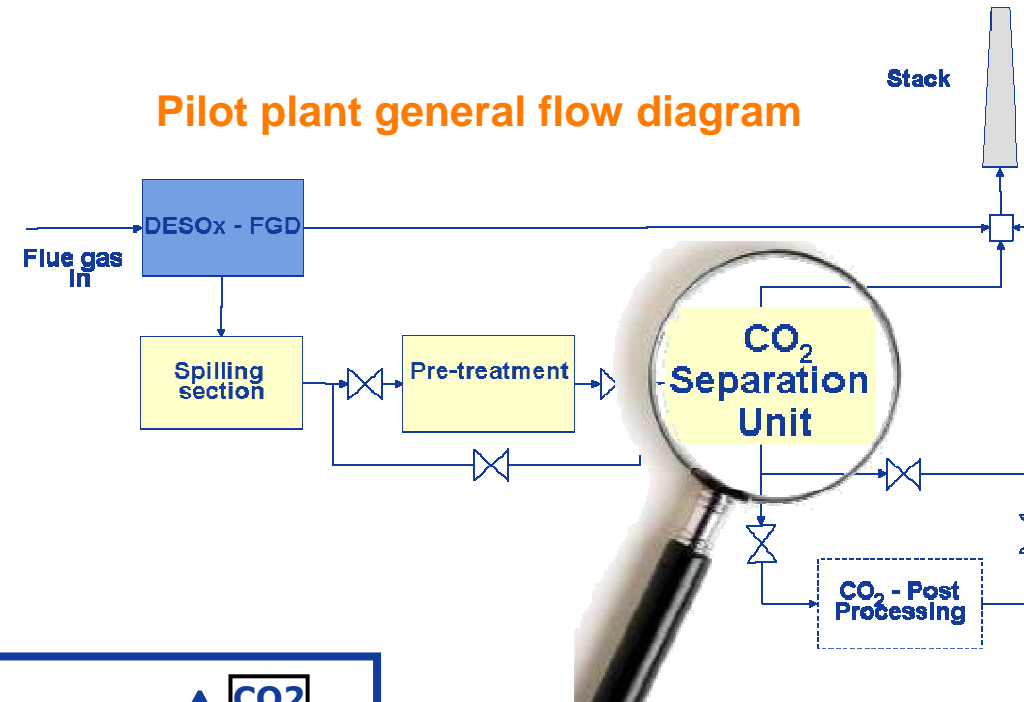 Stack
Pilot plant general flow diagram
DESOx - FGD
Flue gas
In
Spilling
section
Pre-treatment
CO2
Separation
Unit
CO2 - Post
Processing
CO2